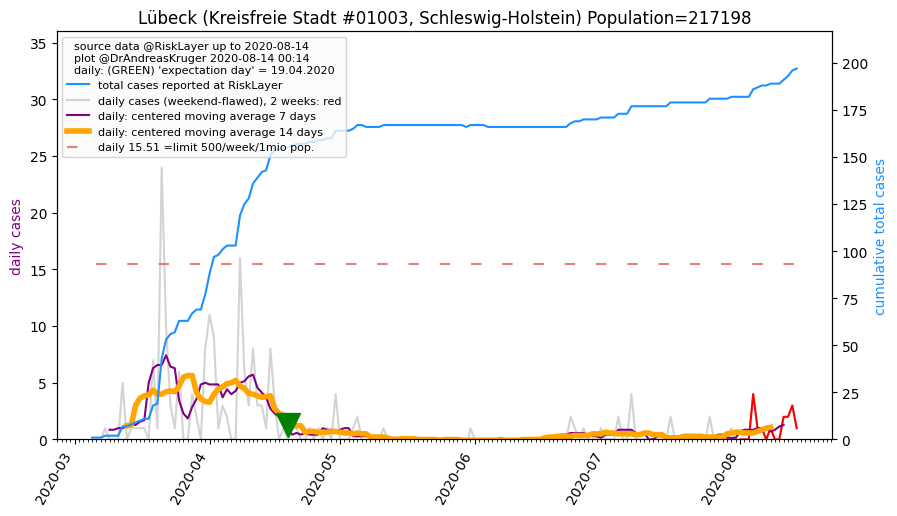 Lübeck (Kreisfreie Stadt #01003, Schleswig-Holstein) Population=217198
source data @RiskLayer up to 2020-08-14
plot @DrAndreasKruger 2020-08-14 00:14
daily: (GREEN) 'expectation day' = 19.04.2020
total cases reported at RiskLayer
daily cases (weekend-flawed), 2 weeks: red
daily: centered moving average 7 days
daily: centered moving average 14 days
daily 15.51 =limit 500/week/1mio pop.
daily cases
35
30
25
20
15
10
5
0
cumulative total cases
200
175
150
125
100
75
50
25
0
2020-03
2020-04
2020-05
2020-06
2020-07
2020-08